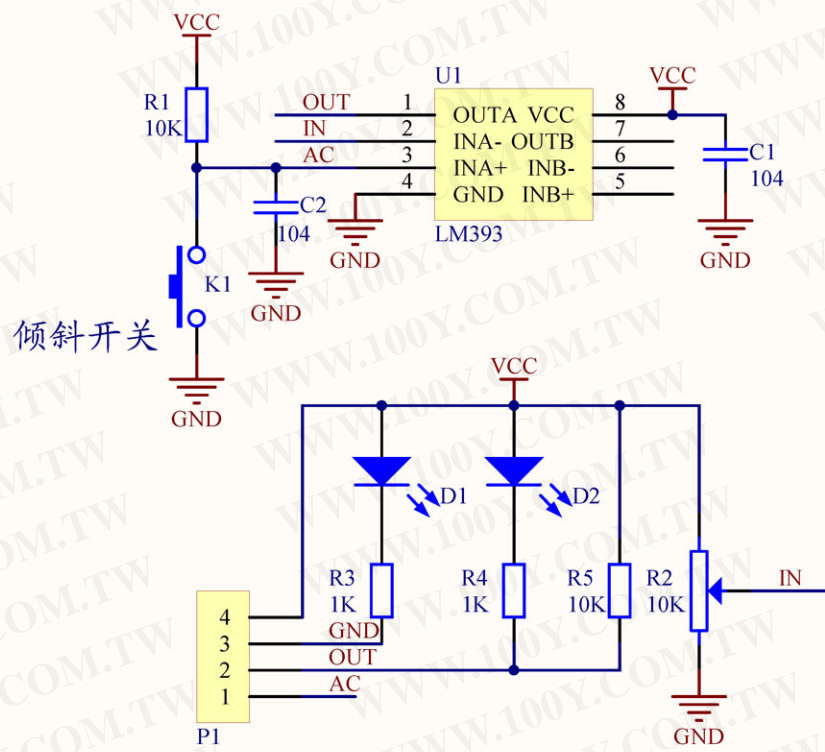 WWW.100Y.COM.TW
VCC
R1
10K
OUT
IN
AC
U1
1 OUTA VCC 8
2 INA- OUTB 7
3 INA+ INB- 6
4 GND INB+ 5
LM393
VCC
C1
104
GND
C2
104
GND
GND
K1
倾斜开关
GND
VCC
D1
D2
R3
1K
R4
1K
R5
10K
R2
10K
IN
4
3 GND
2 OUT
1 AC
P1
GND